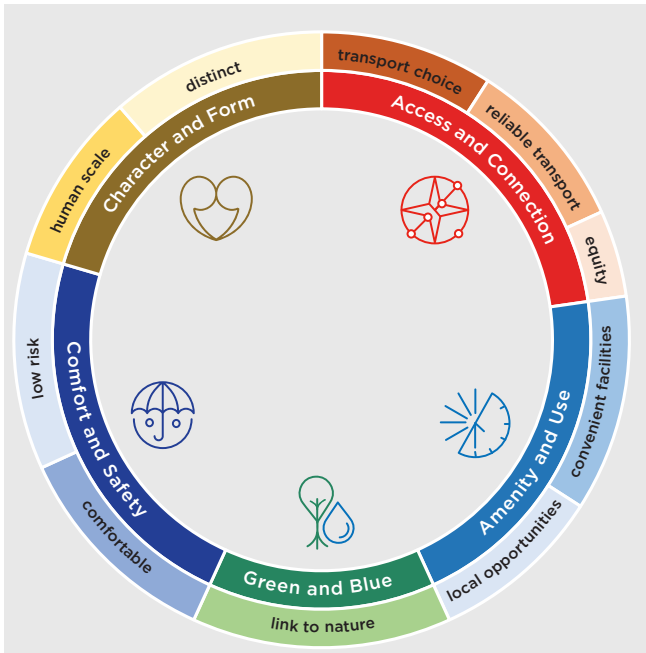 transport choice
reliable transport
equity
Access and Connection
convenient facilities
local opportunities
Amenity and Use
link to nature
Green and Blue
comfortable
low risk
Comfort and Safety
human scale
distinct
Character and Form